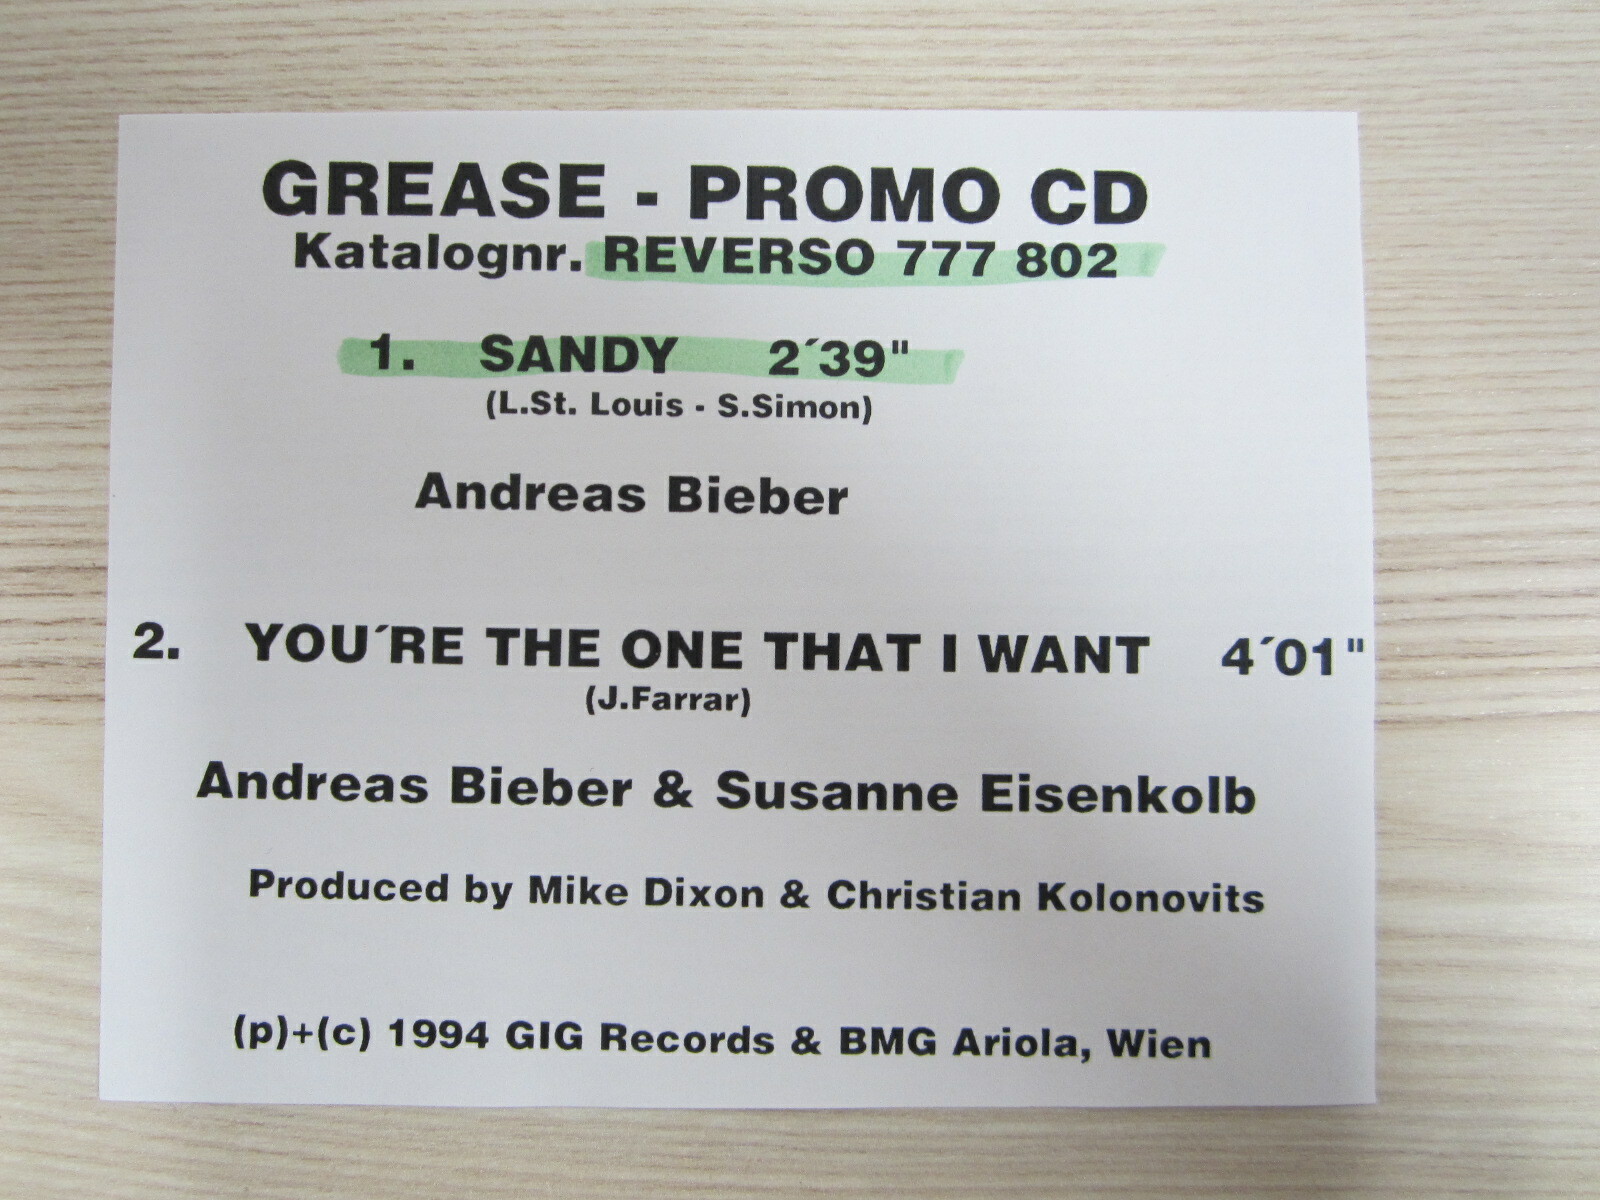 GREASE - PROMO CD
Katalognr. REVERSO 777 802
1. SANDY 2´39"
(L.St. Louis - S.Simon)
Andreas Bieber
2. YOU´RE THE ONE THAT I WANT 4´01"
(J.Farrar)
Andreas Bieber & Susanne Eisenkolb
Produced by Mike Dixon & Christian Kolonovits
(p)+(c) 1994 GIG Records & BMG Ariola, Wien